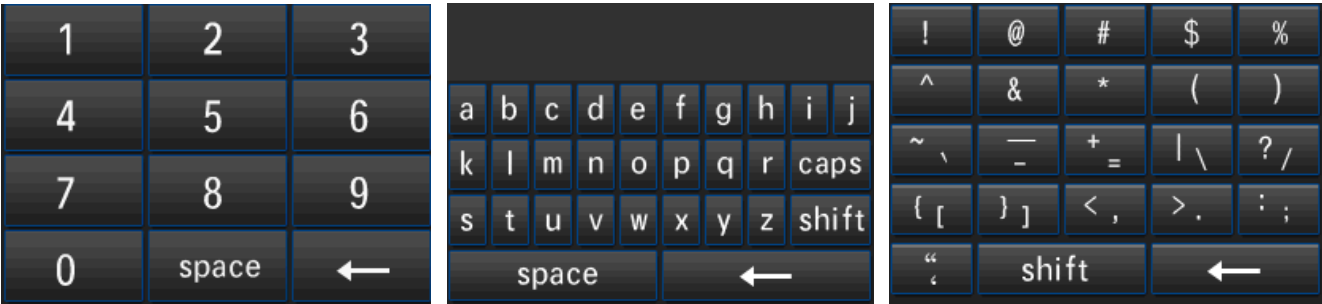 1 2 3
4 5 6
7 8 9
0 space ←
a b c d e f g h i j
k l m n o p q r caps
s t u v w x y z shift
space ←
! @ # $ %
^ & * ( )
~ ` — – + = | \ ? /
{ [ } ] < , > . : ;
“ ‘ shift ←